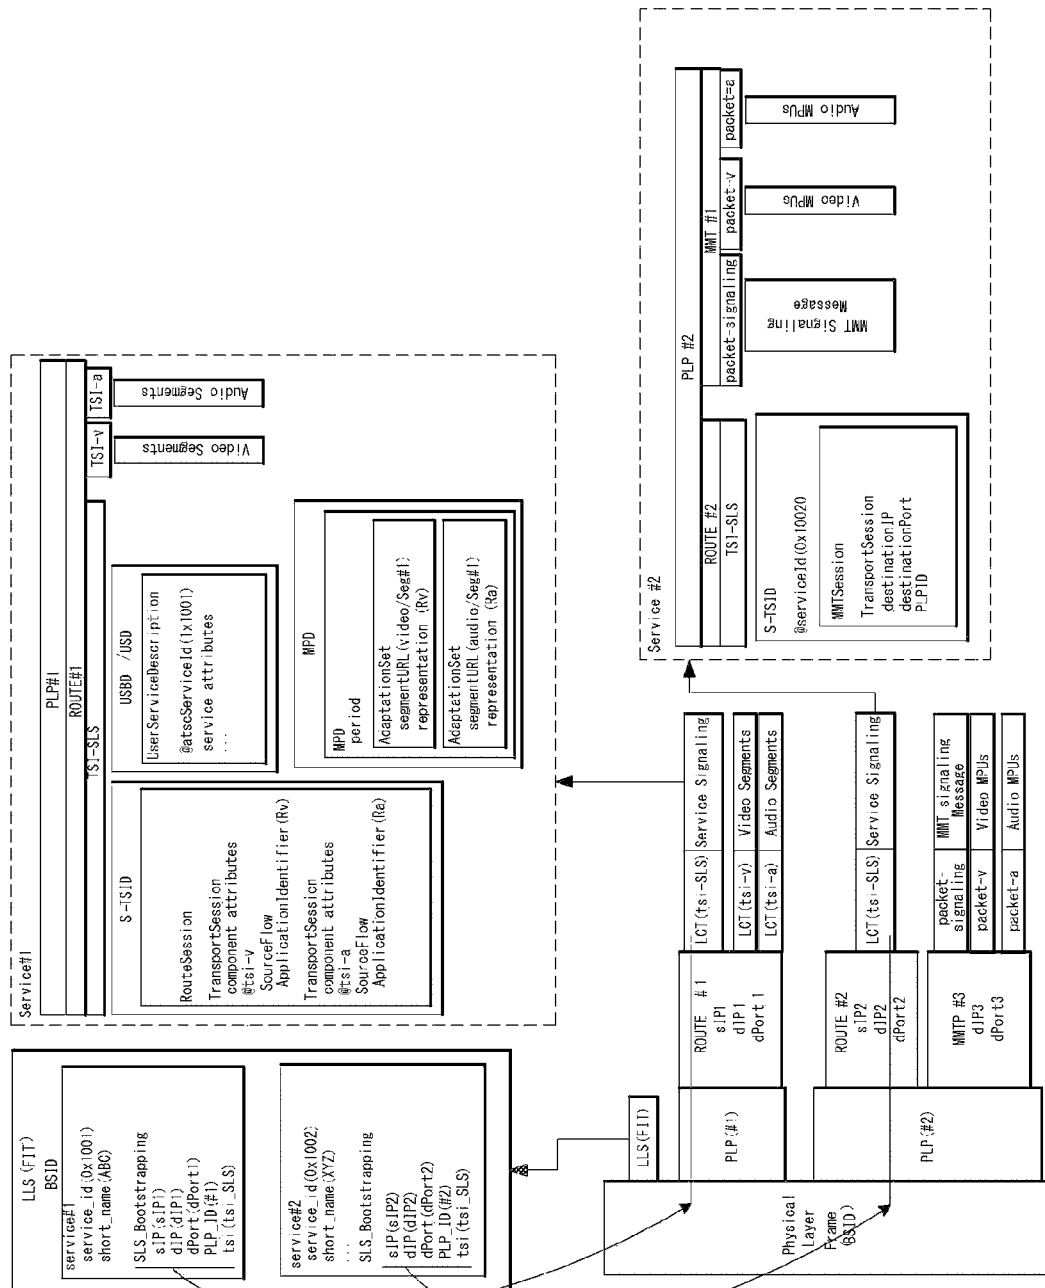 LLS (FIT)
BSID
service#1
service_id(0x1001)
short_name(ABC)
SLS_Bootstrapping
sIP(sIP1)
dIP(dIP1)
dPort(dPort1)
PLP_ID(#1)
tsi(tsi_SLS)
service#2
service_id(0x1002)
short_name(XYZ)
...
SLS_Bootstrapping
sIP(sIP2)
dIP(dIP2)
dPort(dPort2)
PLP_ID(#2)
tsi(tsi_SLS)
Service#1
PLP#1
ROUTE#1
TSI-SLS
TSI-v
TSI-a
S-TSID
RouteSession
TransportSession
component attributes
@tsi-v
SourceFlow
ApplicationIdentifier(Rv)
TransportSession
component attributes
@tsi-a
SourceFlow
ApplicationIdentifier(Ra)
USBD /USD
UserServiceDescription
@atscServiceId(1x1001)
service attributes
...
Video Segments
Audio Segments
MPD
MPD
period
AdaptationSet
segmentURL(video/Seg#1)
representation (Rv)
AdaptationSet
segmentURL(audio/Seg#1)
representation (Ra)
LLS(FIT)
Physical
Layer
Frame
(BSID)
PLP(#1)
ROUTE #1
sIP1
dIP1
dPort 1
LCT(tsi-SLS)
Service Signaling
LCT(tsi-v)
Video Segments
LCT(tsi-a)
Audio Segments
PLP(#2)
ROUTE #2
sIP2
dIP2
dPort2
LCT(tsi-SLS)
Service Signaling
MMTP #3
dIP3
dPort3
packet-
signaling
MMT signaling
Message
packet-v
Video MPUs
packet-a
Audio MPUs
Service #2
PLP #2
ROUTE #2
TSI-SLS
MMT #1
packet-signaling
packet-v
packet=a
S-TSID
@serviceId(0x10020)
MMTSession
TransportSession
destinationIP
destinationPort
PLPID
MMT Signaling
Message
Video MPUs
Audio MPUs